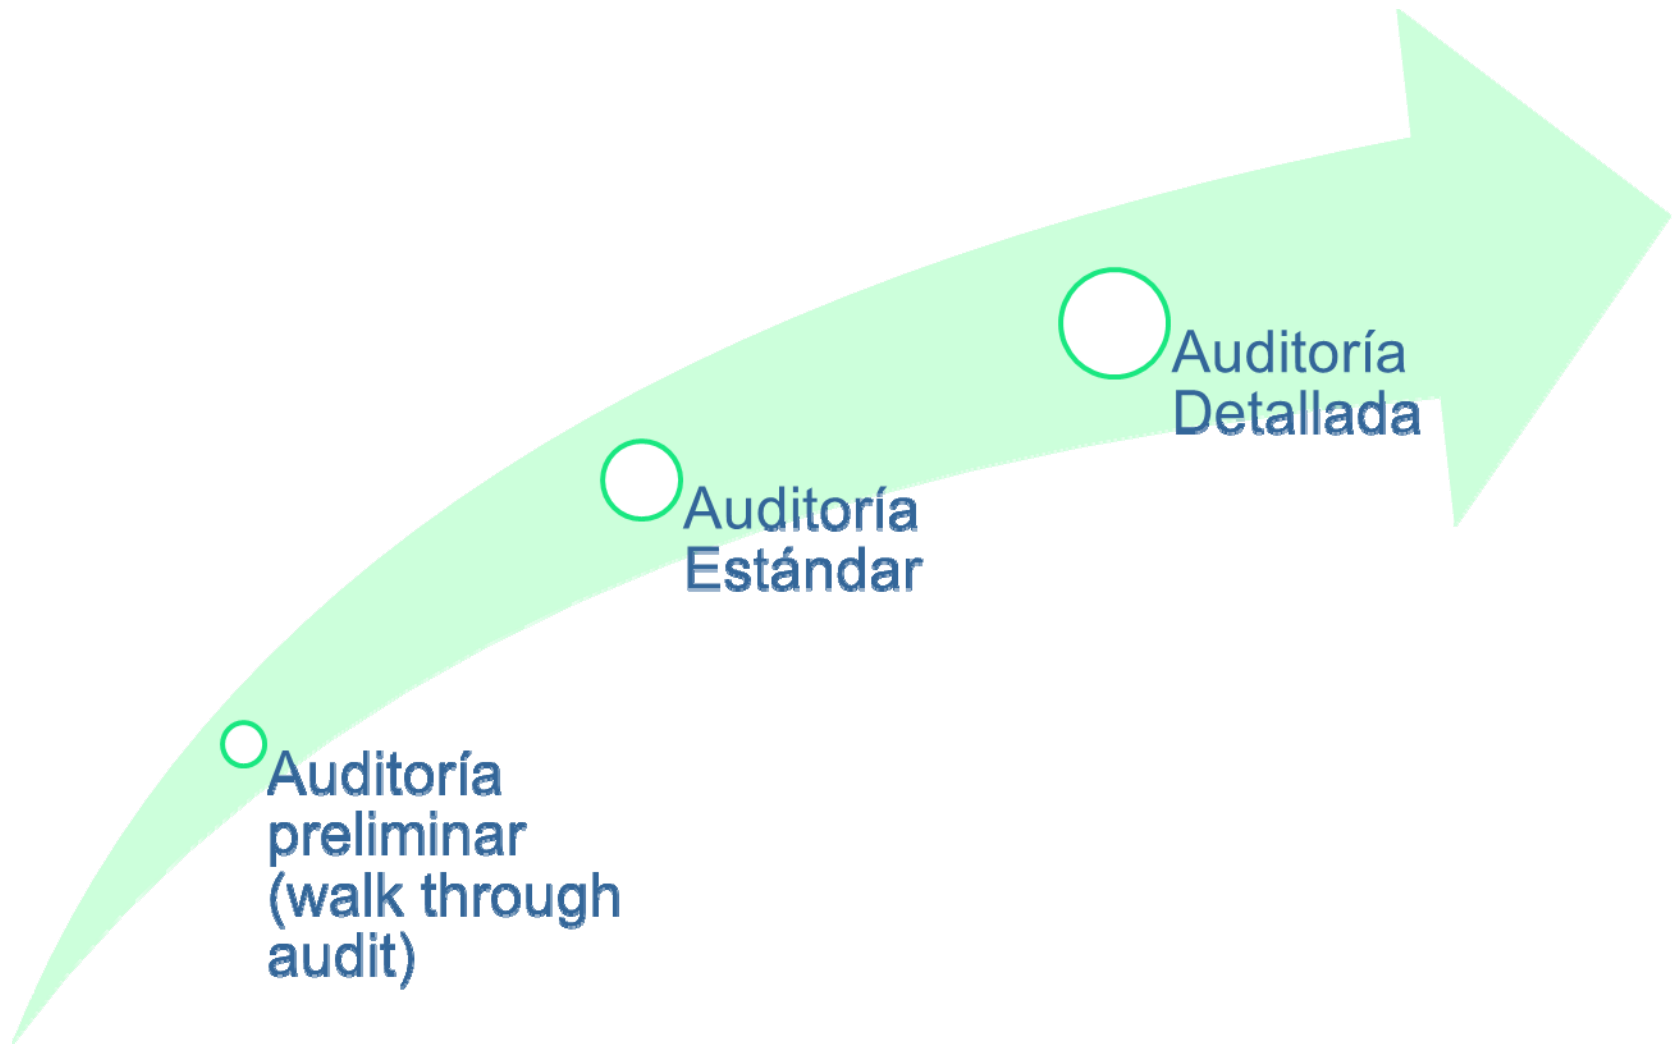 Auditoría
Detallada
Auditoría
Estándar
Auditoría
preliminar
(walk through
audit)